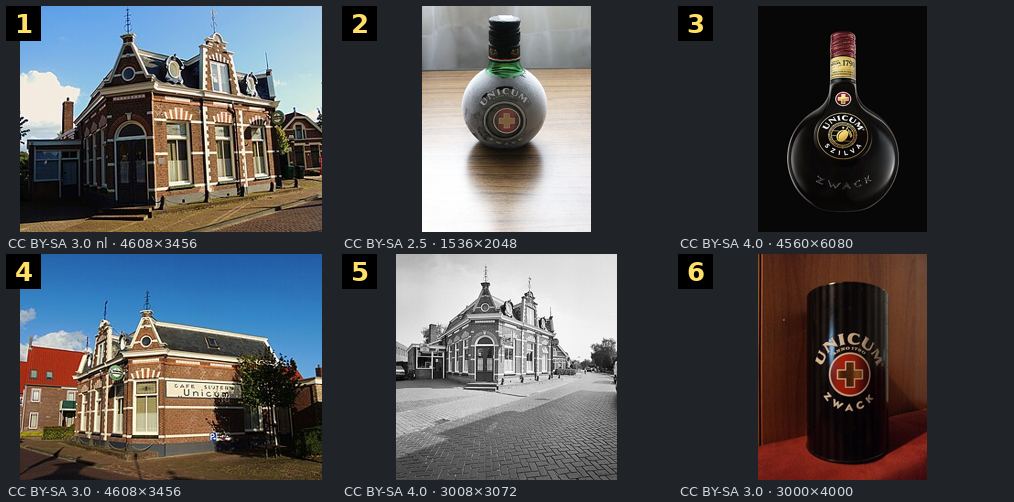 1
2
3
UNICUM
UNICUM
SZILVA
ZWACK
CC BY-SA 3.0 nl · 4608×3456
CC BY-SA 2.5 · 1536×2048
CC BY-SA 4.0 · 4560×6080
4
5
6
Unicum
UNICUM
ZWACK
CC BY-SA 3.0 · 4608×3456
CC BY-SA 4.0 · 3008×3072
CC BY-SA 3.0 · 3000×4000